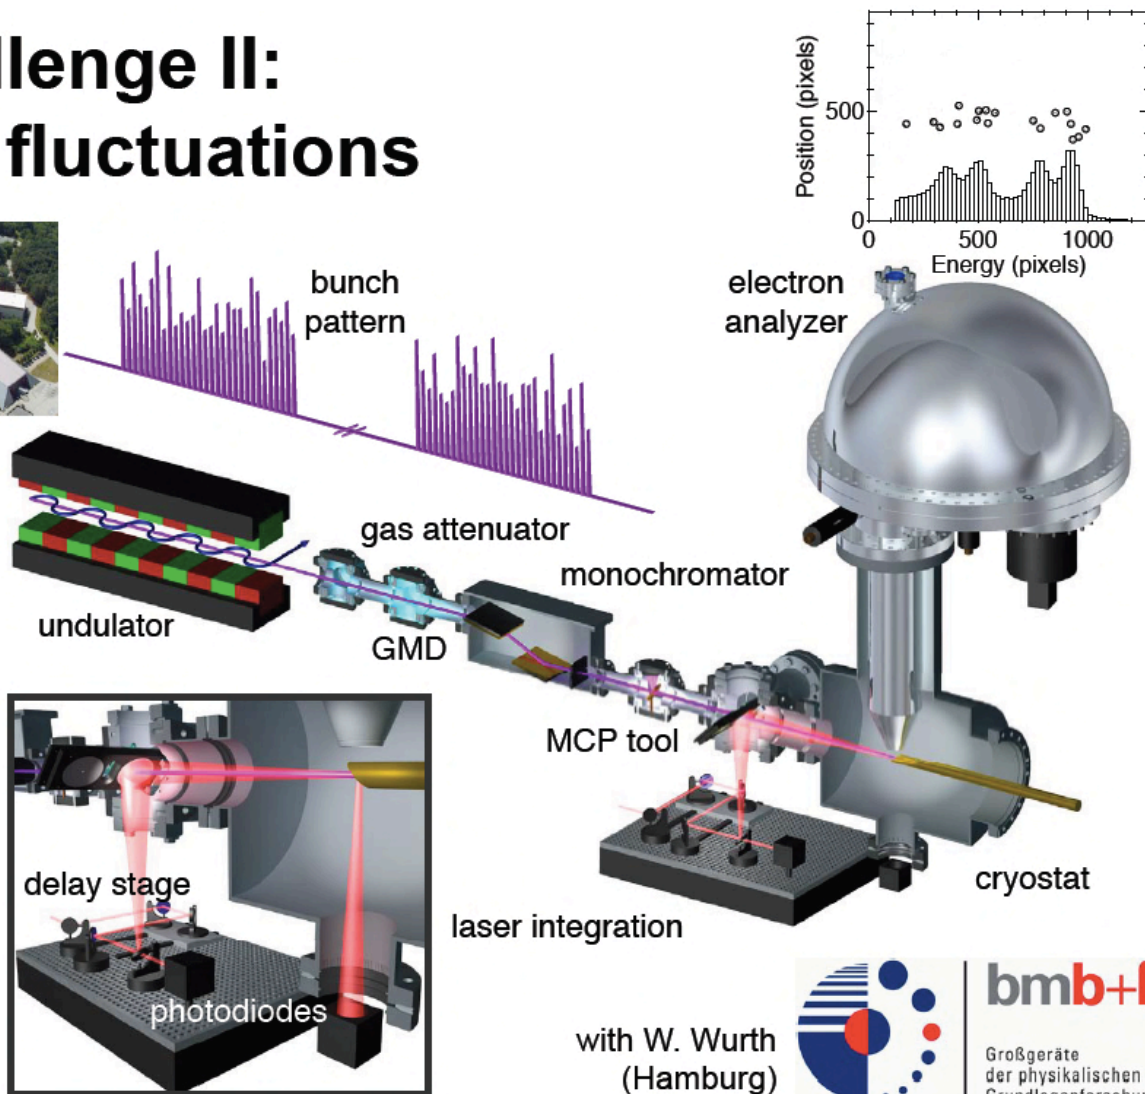 llenge II:
fluctuations
Position (pixels)
500
0
0 500 1000
Energy (pixels)
bunch
pattern
electron
analyzer
gas attenuator
monochromator
undulator
GMD
MCP tool
delay stage
cryostat
laser integration
photodiodes
with W. Wurth
(Hamburg)
bmb+f
Großgeräte
der physikalischen